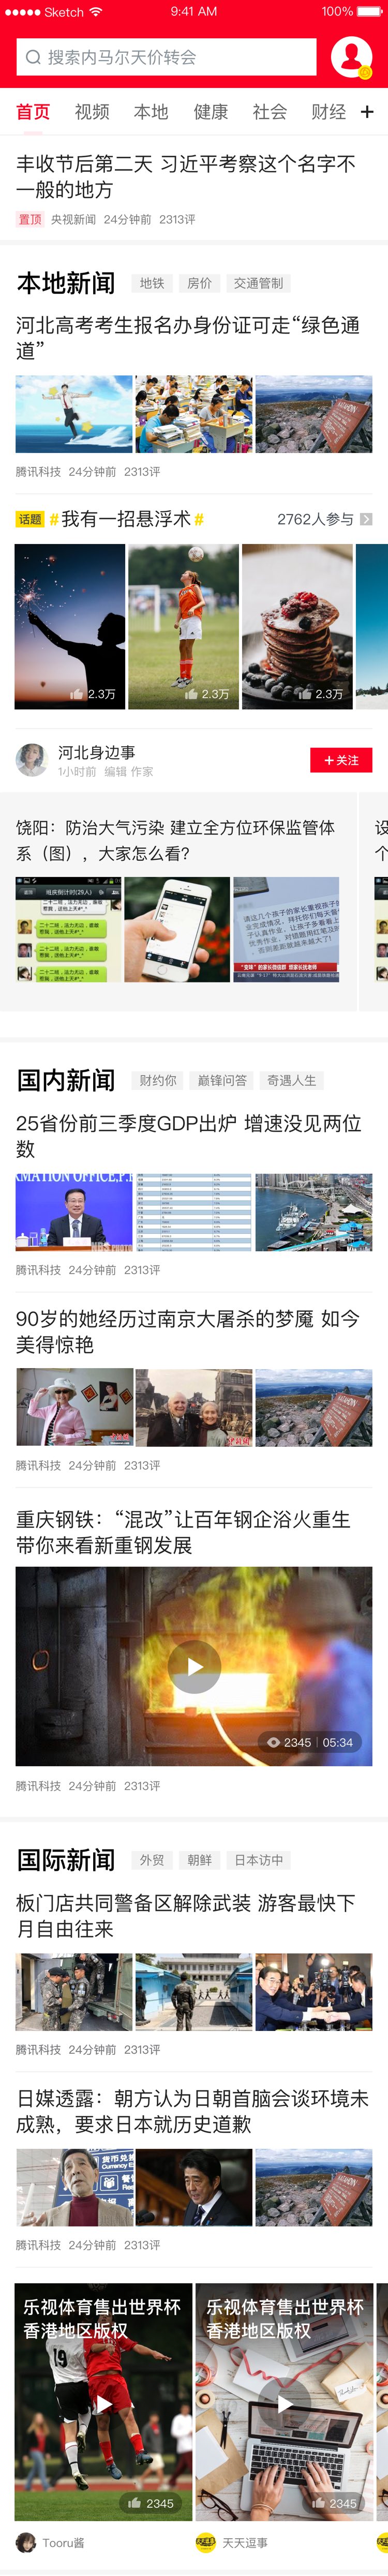 Sketch 9:41 AM 100%
搜索内马尔天价转会
首页 视频 本地 健康 社会 财经
丰收节后第二天 习近平考察这个名字不
一般的地方
置顶 央视新闻 24分钟前 2313评
本地新闻 地铁 房价 交通管制
河北高考考生报名办身份证可走“绿色通
道”
腾讯科技 24分钟前 2313评
话题 #我有一招悬浮术# 2762人参与
2.3万 2.3万 2.3万
河北身边事
1小时前 编辑 作家
+关注
饶阳：防治大气污染 建立全方位环保监管体
系（图），大家怎么看？
国内新闻 财约你 巅锋问答 奇遇人生
25省份前三季度GDP出炉 增速没见两位
数
腾讯科技 24分钟前 2313评
90岁的她经历过南京大屠杀的梦魇 如今
美得惊艳
腾讯科技 24分钟前 2313评
重庆钢铁：“混改”让百年钢企浴火重生
带你来看新重钢发展
2345 05:34
腾讯科技 24分钟前 2313评
国际新闻 外贸 朝鲜 日本访中
板门店共同警备区解除武装 游客最快下
月自由往来
腾讯科技 24分钟前 2313评
日媒透露：朝方认为日朝首脑会谈环境未
成熟，要求日本就历史道歉
腾讯科技 24分钟前 2313评
乐视体育售出世界杯
香港地区版权
2345
乐视体育售出世界杯
香港地区版权
2345
Tooru酱 天天逗事